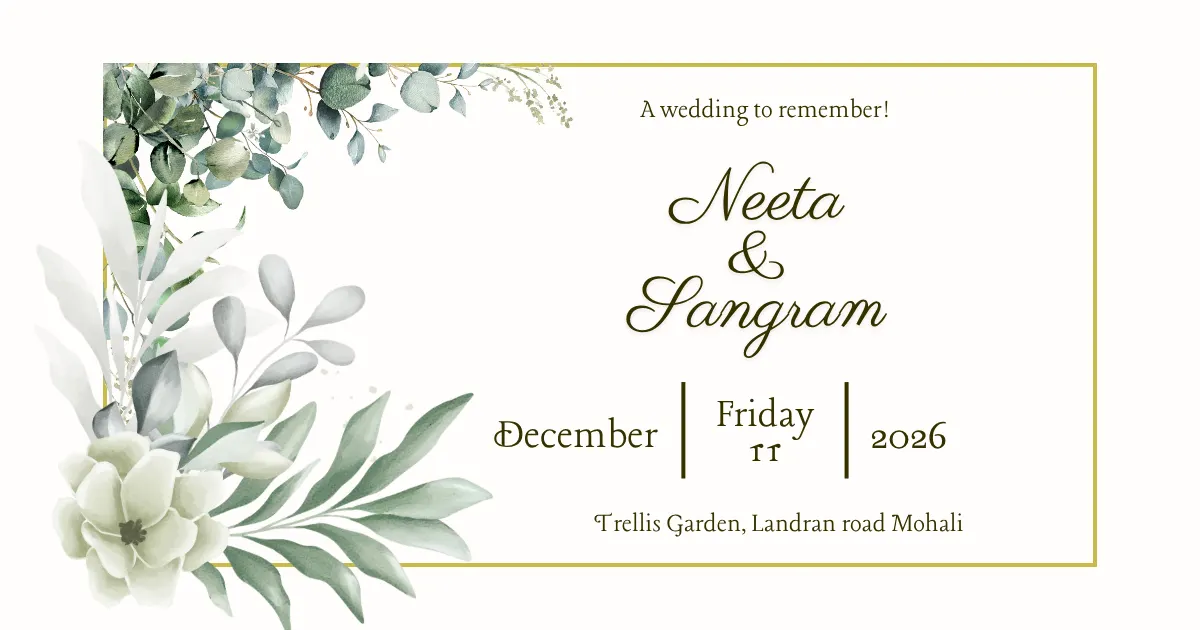 A wedding to remember!
Neeta
&
Sangram
December
Friday
11
2026
Trellis Garden, Landran road Mohali